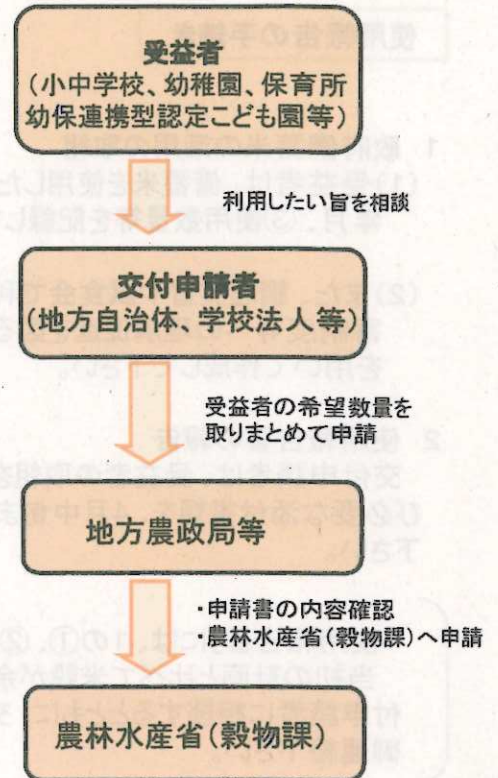 受益者
(小中学校、幼稚園、保育所
幼保連携型認定こども園等)
利用したい旨を相談
交付申請者
(地方自治体、学校法人等)
受益者の希望数量を
取りまとめて申請
地方農政局等
・申請書の内容確認
・農林水産省(穀物課)へ申請
農林水産省(穀物課)